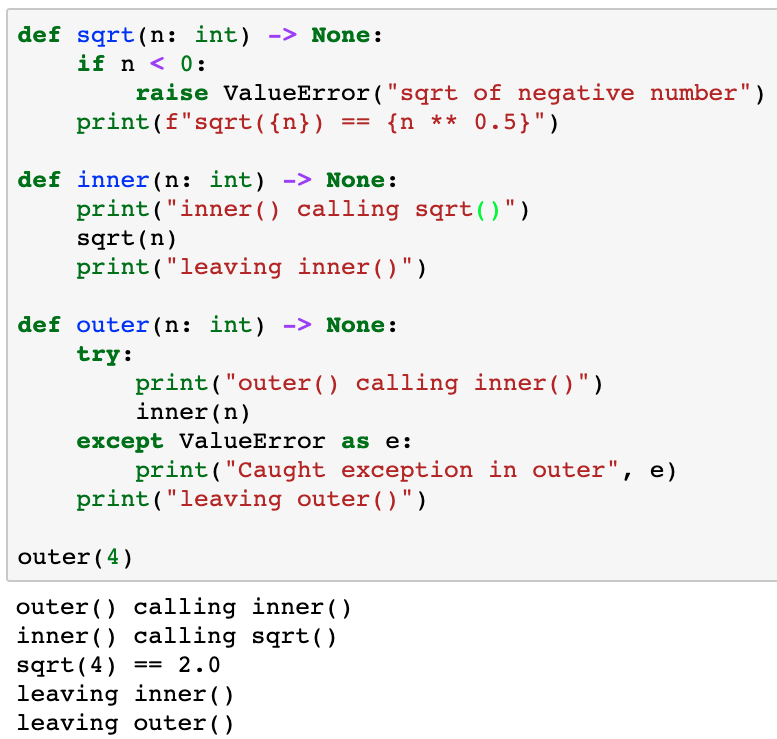 def sqrt(n: int) -> None:
    if n < 0:
        raise ValueError("sqrt of negative number")
    print(f"sqrt({n}) == {n ** 0.5}")

def inner(n: int) -> None:
    print("inner() calling sqrt()")
    sqrt(n)
    print("leaving inner()")

def outer(n: int) -> None:
    try:
        print("outer() calling inner()")
        inner(n)
    except ValueError as e:
        print("Caught exception in outer", e)
    print("leaving outer()")

outer(4)
outer() calling inner()
inner() calling sqrt()
sqrt(4) == 2.0
leaving inner()
leaving outer()